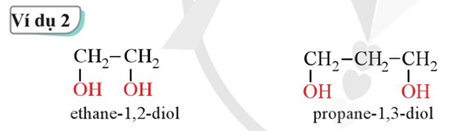 Ví dụ 2
CH₂–CH₂
OH OH
ethane-1,2-diol
CH₂–CH₂–CH₂
OH OH
propane-1,3-diol